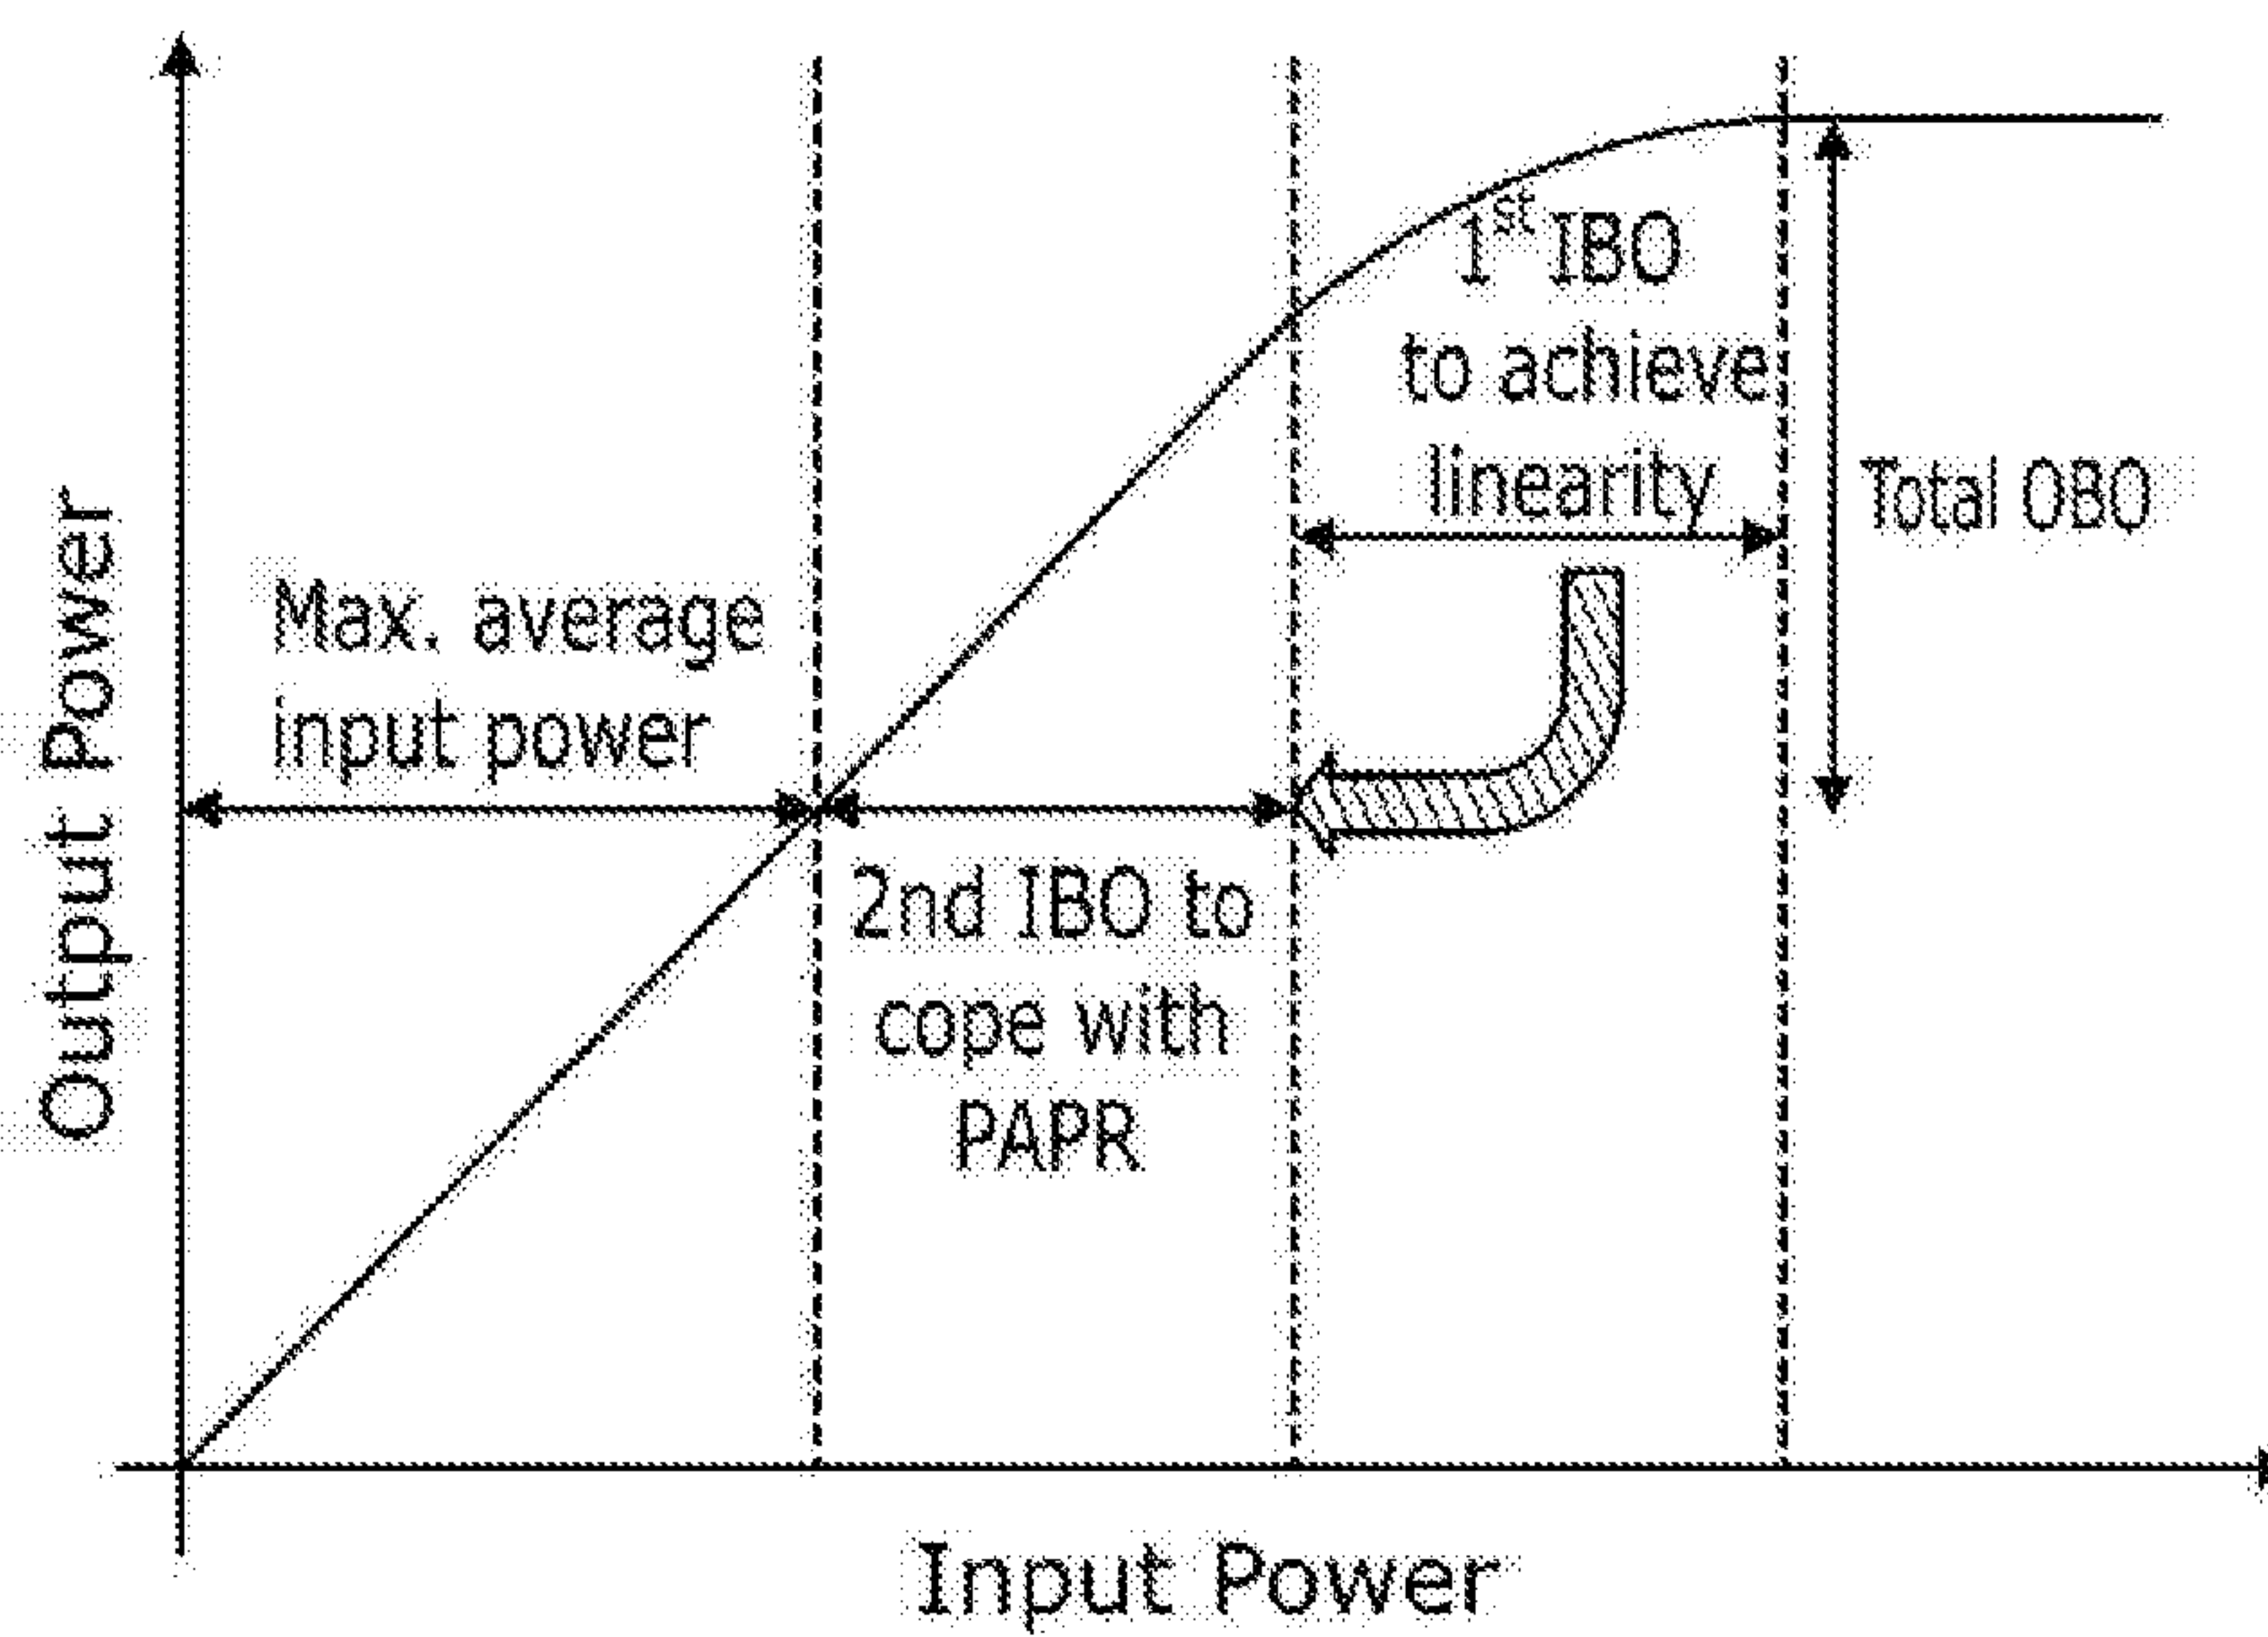 1st IBO
to achieve
linearity
Total OBO
Max. average
input power
2nd IBO to
cope with
PAPR
Output Power
Input Power